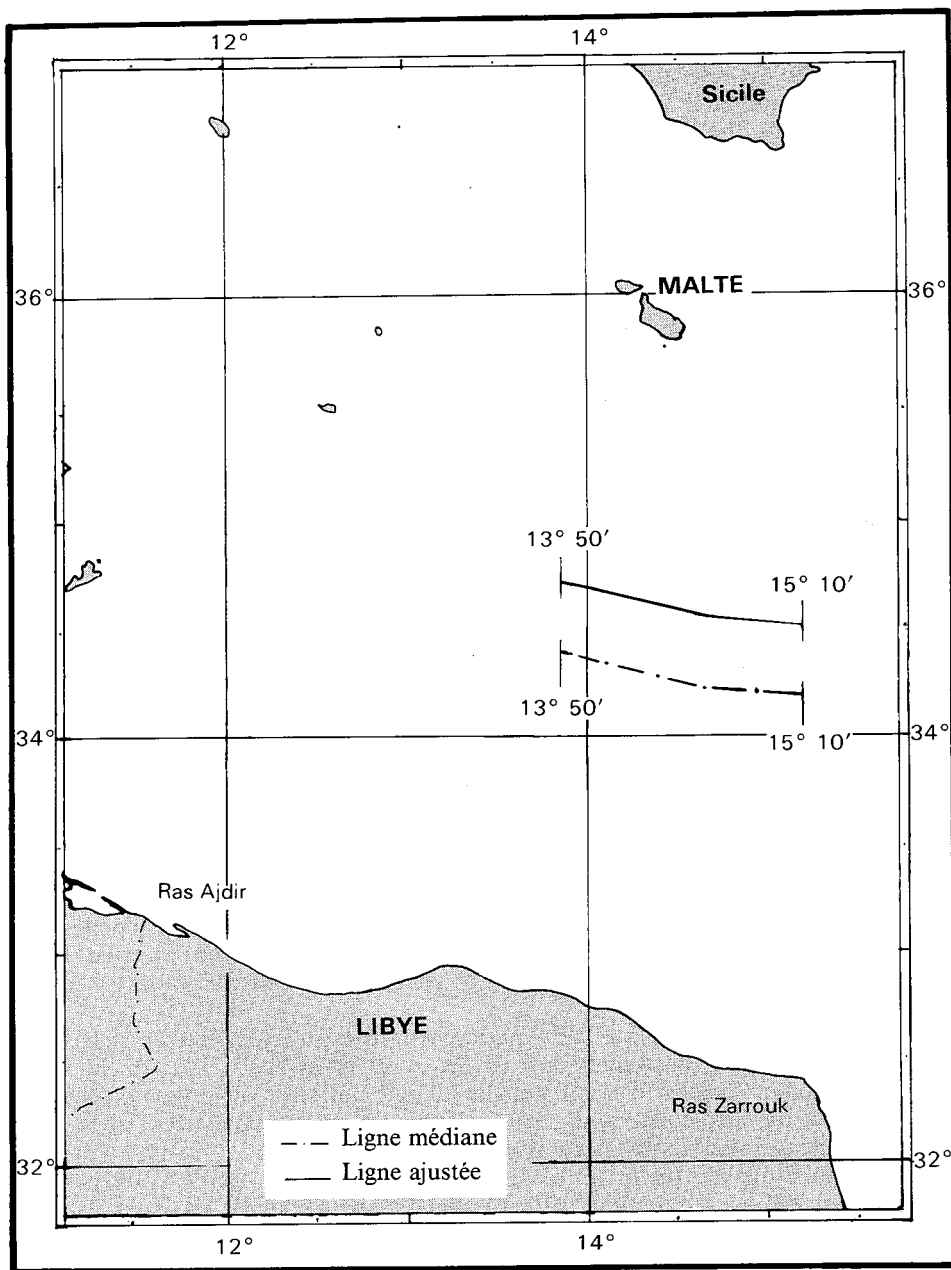 12° 14°
Sicile
36° MALTE 36°
13° 50′
15° 10′
13° 50′
34° 15° 10′ 34°
Ras Ajdir
LIBYE
Ras Zarrouk
Ligne médiane
Ligne ajustée
32° 32°
12° 14°